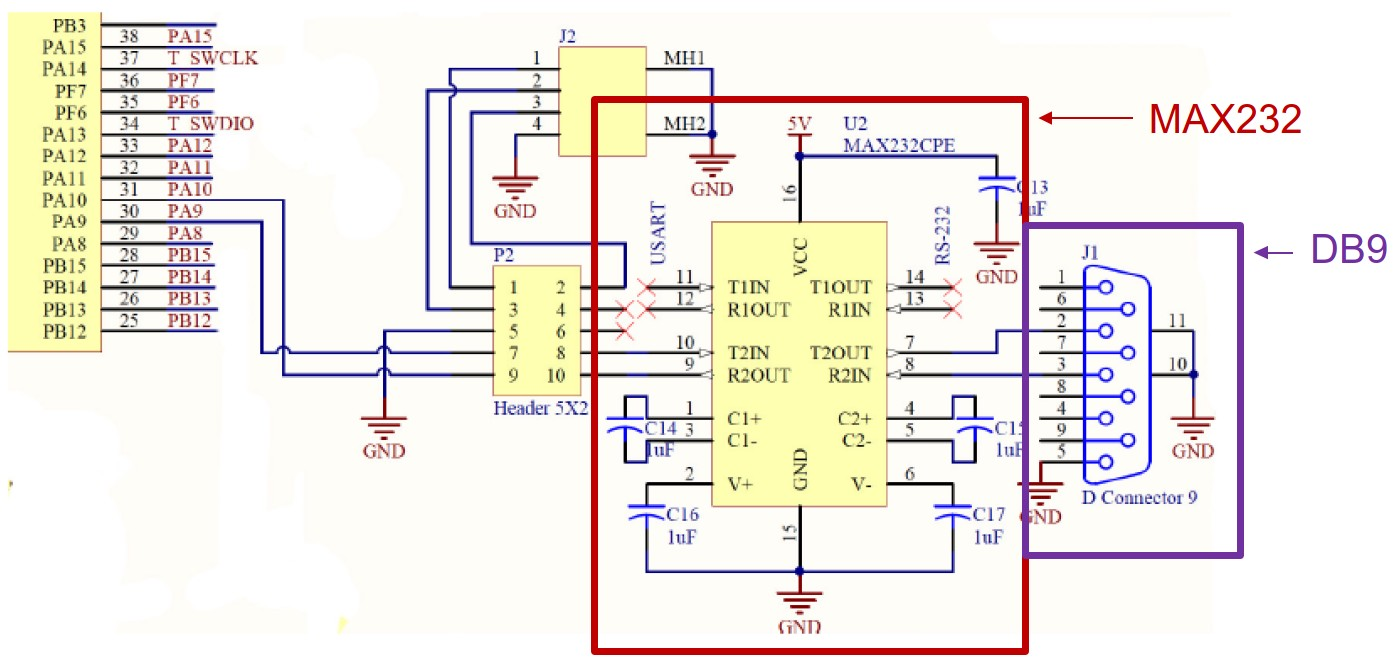 PB3
38 PA15
PA15
37 T_SWCLK
PA14
36 PF7
PF7
35 PF6
PF6
34 T_SWDIO
PA13
33 PA12
PA12
32 PA11
PA11
31 PA10
PA10
30 PA9
PA9
29 PA8
PA8
28 PB15
PB15
27 PB14
PB14
26 PB13
PB13
25 PB12
PB12
J2
1
2
3
4
MH1
MH2
GND
GND
P2
1 2
3 4
5 6
7 8
9 10
Header 5X2
GND
MAX232
5V
U2
MAX232CPE
C13
1uF
GND
16
VCC
USART
RS-232
11 T1IN T1OUT 14
12 R1OUT R1IN 13
10 T2IN T2OUT 7
9 R2OUT R2IN 8
1 C1+ C2+ 4
3 C1- C2- 5
2 V+ V- 6
GND
15
C14
1uF
C15
1uF
C16
1uF
C17
1uF
GND
DB9
J1
1
6
2
7
3
8
4
9
5
11
10
GND
GND
D Connector 9